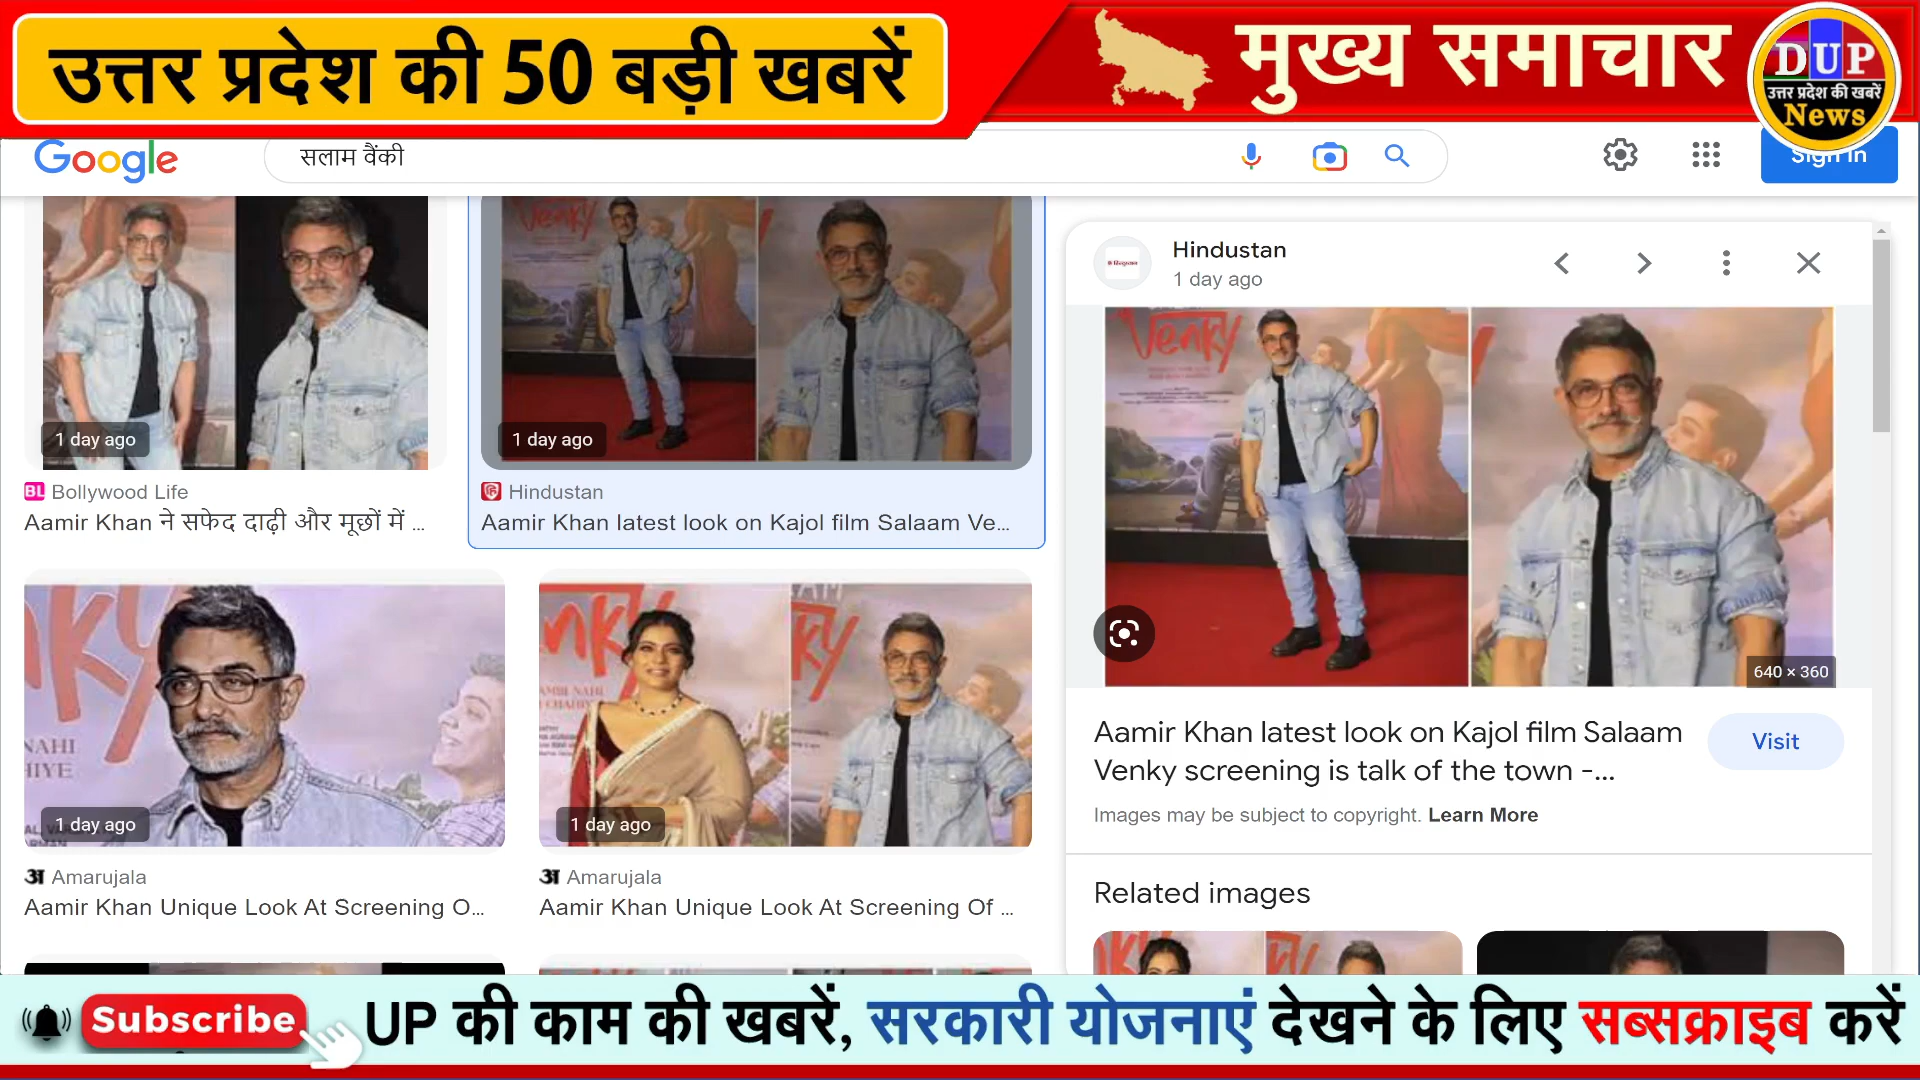 उत्तर प्रदेश की 50 बड़ी खबरें
मुख्य समाचार
DUP
उत्तर प्रदेश की खबरें
News
Google
सलाम वैंकी
Sign in
1 day ago
BL Bollywood Life
Aamir Khan ने सफेद दाढ़ी और मूछों में ...
Venky
1 day ago
Hindustan
Aamir Khan latest look on Kajol film Salaam Ve...
1 day ago
अ Amarujala
Aamir Khan Unique Look At Screening O...
1 day ago
अ Amarujala
Aamir Khan Unique Look At Screening Of ...
Hindustan
1 day ago
Venky
640 × 360
Aamir Khan latest look on Kajol film Salaam
Venky screening is talk of the town -...
Visit
Images may be subject to copyright. Learn More
Related images
Subscribe
UP की काम की खबरें, सरकारी योजनाएं देखने के लिए सब्सक्राइब करें